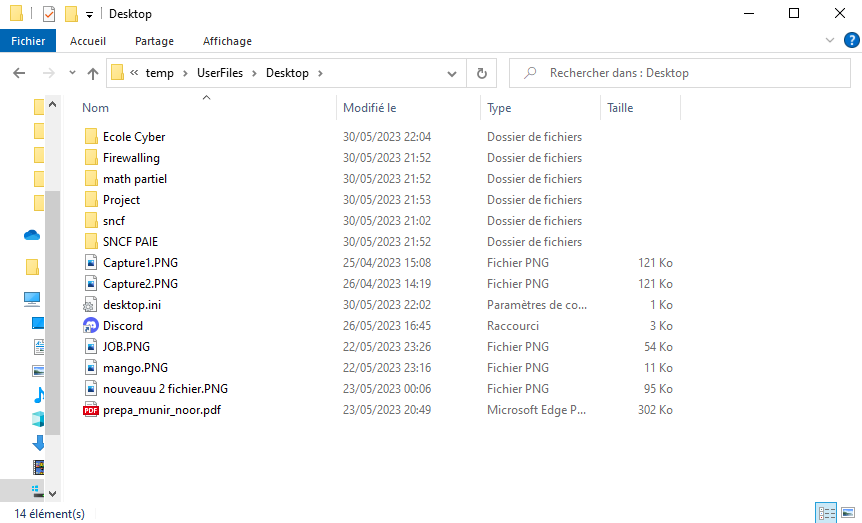 Desktop
Fichier Accueil Partage Affichage ?
« temp > UserFiles > Desktop > Rechercher dans : Desktop
Nom Modifié le Type Taille
Ecole Cyber 30/05/2023 22:04 Dossier de fichiers
Firewalling 30/05/2023 21:52 Dossier de fichiers
math partiel 30/05/2023 21:52 Dossier de fichiers
Project 30/05/2023 21:53 Dossier de fichiers
sncf 30/05/2023 21:02 Dossier de fichiers
SNCF PAIE 30/05/2023 21:52 Dossier de fichiers
Capture1.PNG 25/04/2023 15:08 Fichier PNG 121 Ko
Capture2.PNG 26/04/2023 14:19 Fichier PNG 121 Ko
desktop.ini 30/05/2023 22:02 Paramètres de co... 1 Ko
Discord 26/05/2023 16:45 Raccourci 3 Ko
JOB.PNG 22/05/2023 23:26 Fichier PNG 54 Ko
mango.PNG 22/05/2023 23:16 Fichier PNG 11 Ko
nouveauu 2 fichier.PNG 23/05/2023 00:06 Fichier PNG 95 Ko
PDF prepa_munir_noor.pdf 23/05/2023 20:49 Microsoft Edge P... 302 Ko
14 élément(s)